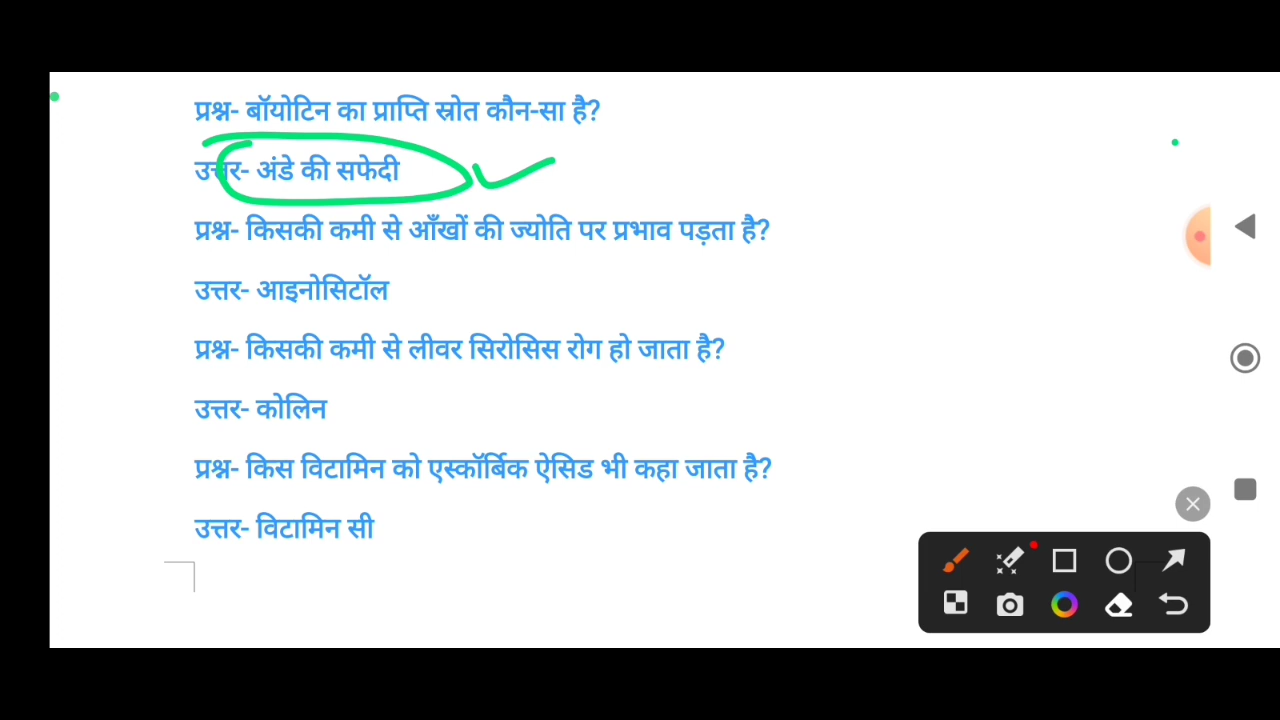 प्रश्न- बॉयोटिन का प्राप्ति स्रोत कौन-सा है?
उत्तर- अंडे की सफेदी
प्रश्न- किसकी कमी से आँखों की ज्योति पर प्रभाव पड़ता है?
उत्तर- आइनोसिटॉल
प्रश्न- किसकी कमी से लीवर सिरोसिस रोग हो जाता है?
उत्तर- कोलिन
प्रश्न- किस विटामिन को एस्कॉर्बिक ऐसिड भी कहा जाता है?
उत्तर- विटामिन सी